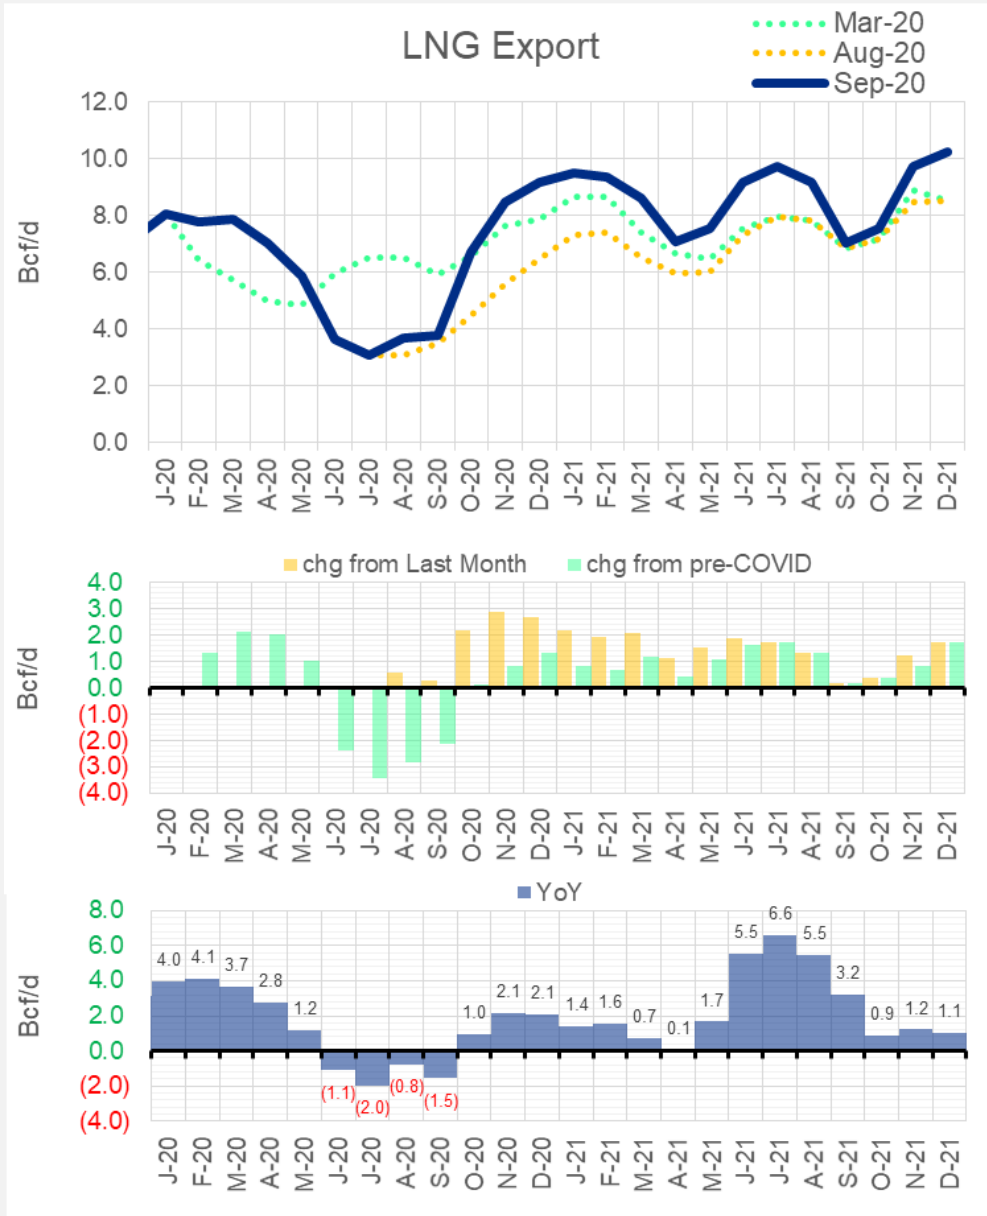 LNG Export
Mar-20
Aug-20
Sep-20
Bcf/d
12.0
10.0
8.0
6.0
4.0
2.0
0.0
J-20 F-20 M-20 A-20 M-20 J-20 J-20 A-20 S-20 O-20 N-20 D-20 J-21 F-21 M-21 A-21 M-21 J-21 J-21 A-21 S-21 O-21 N-21 D-21
chg from Last Month chg from pre-COVID
Bcf/d
4.0
3.0
2.0
1.0
0.0
(1.0)
(2.0)
(3.0)
(4.0)
J-20 F-20 M-20 A-20 M-20 J-20 J-20 A-20 S-20 O-20 N-20 D-20 J-21 F-21 M-21 A-21 M-21 J-21 J-21 A-21 S-21 O-21 N-21 D-21
YoY
Bcf/d
8.0
6.0
4.0
2.0
0.0
(2.0)
(4.0)
4.0 4.1 3.7 2.8 1.2 (1.1) (2.0) (0.8) (1.5) 1.0 2.1 2.1 1.4 1.6 0.7 0.1 1.7 5.5 6.6 5.5 3.2 0.9 1.2 1.1
J-20 F-20 M-20 A-20 M-20 J-20 J-20 A-20 S-20 O-20 N-20 D-20 J-21 F-21 M-21 A-21 M-21 J-21 J-21 A-21 S-21 O-21 N-21 D-21